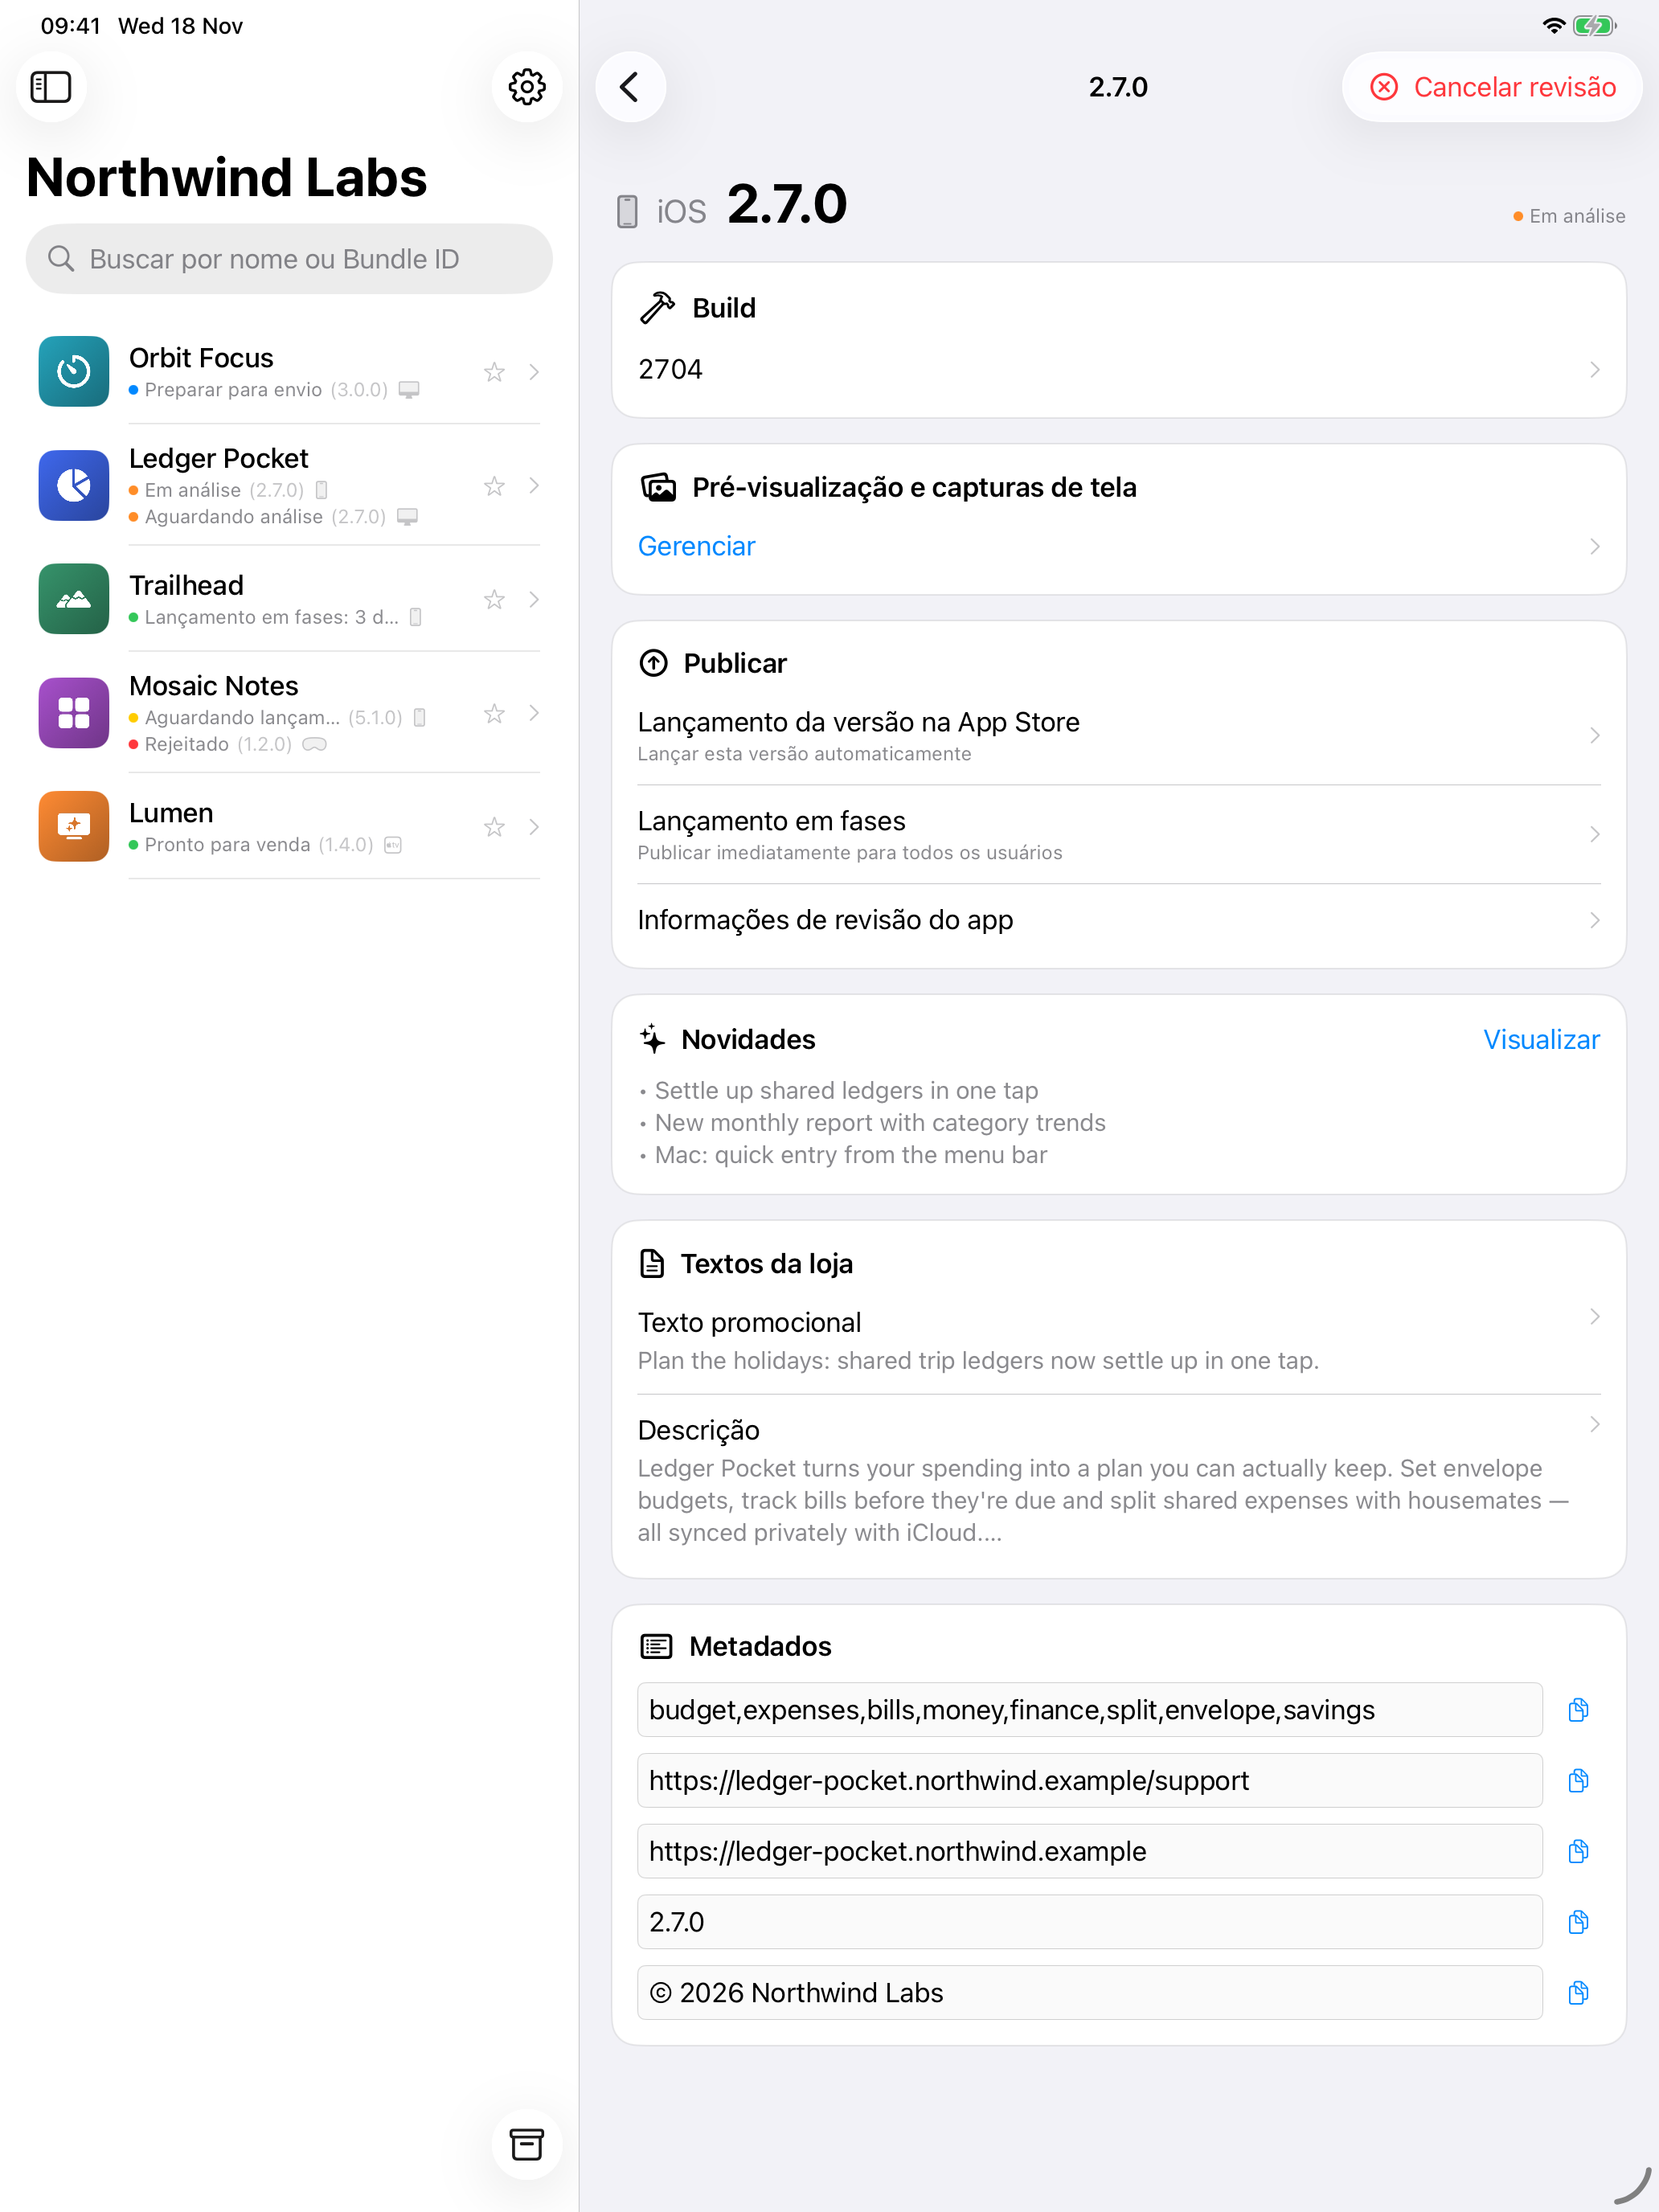 09:41 Wed 18 Nov
Northwind Labs
Buscar por nome ou Bundle ID
Orbit Focus
Preparar para envio (3.0.0)
Ledger Pocket
Em análise (2.7.0)
Aguardando análise (2.7.0)
Trailhead
Lançamento em fases: 3 d...
Mosaic Notes
Aguardando lançam... (5.1.0)
Rejeitado (1.2.0)
Lumen
Pronto para venda (1.4.0)
2.7.0
Cancelar revisão
iOS 2.7.0
Em análise
Build
2704
Pré-visualização e capturas de tela
Gerenciar
Publicar
Lançamento da versão na App Store
Lançar esta versão automaticamente
Lançamento em fases
Publicar imediatamente para todos os usuários
Informações de revisão do app
Novidades
Visualizar
• Settle up shared ledgers in one tap
• New monthly report with category trends
• Mac: quick entry from the menu bar
Textos da loja
Texto promocional
Plan the holidays: shared trip ledgers now settle up in one tap.
Descrição
Ledger Pocket turns your spending into a plan you can actually keep. Set envelope
budgets, track bills before they're due and split shared expenses with housemates —
all synced privately with iCloud....
Metadados
budget,expenses,bills,money,finance,split,envelope,savings
https://ledger-pocket.northwind.example/support
https://ledger-pocket.northwind.example
2.7.0
© 2026 Northwind Labs